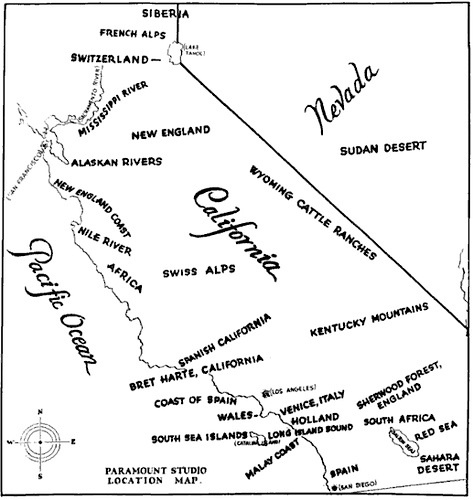 SIBERIA
FRENCH ALPS
(LAKE
TAHOE)
SWITZERLAND
(SACRAMENTO RIVER)
MISSISSIPPI RIVER
Nevada
NEW ENGLAND
SUDAN DESERT
(SAN FRANCISCO)
ALASKAN RIVERS
WYOMING CATTLE RANCHES
NEW ENGLAND COAST
California
NILE RIVER
Pacific Ocean
AFRICA
SWISS ALPS
KENTUCKY MOUNTAINS
SPANISH CALIFORNIA
BRET HARTE, CALIFORNIA
(LOS ANGELES)
SHERWOOD FOREST,
ENGLAND
COAST OF SPAIN
VENICE, ITALY
WALES
HOLLAND
SOUTH AFRICA
SOUTH SEA ISLANDS
(CATALINA ISLAND)
LONG ISLAND SOUND
(SALTON SEA)
RED SEA
MALAY COAST
SAHARA
DESERT
SPAIN
(SAN DIEGO)
N
W
E
S
PARAMOUNT STUDIO
LOCATION MAP.